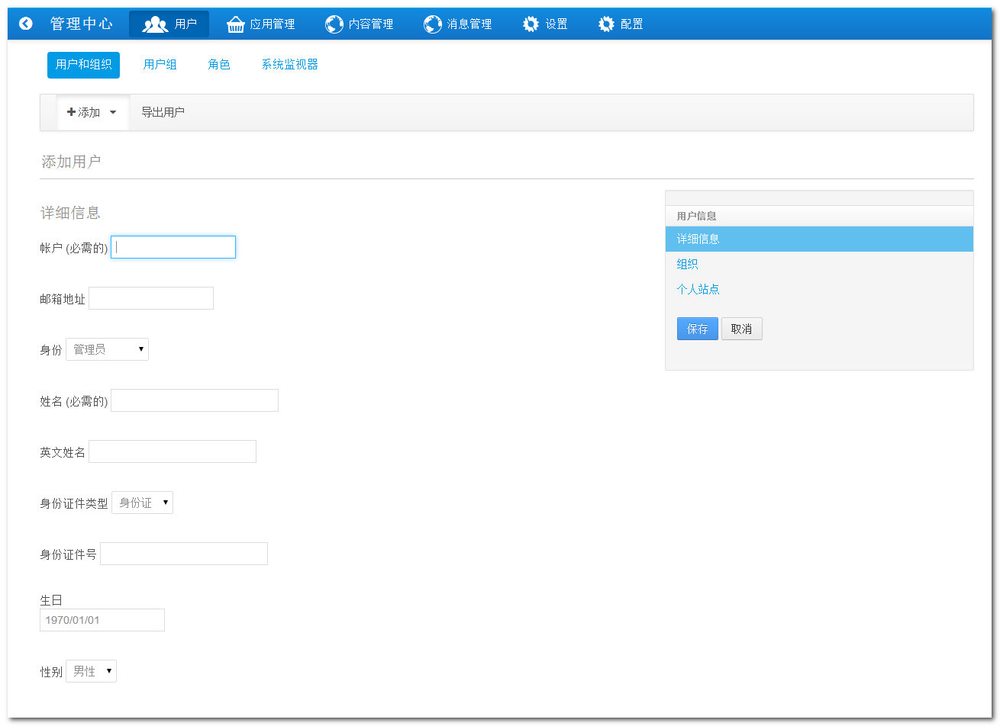 管理中心 用户 应用管理 内容管理 消息管理 设置 配置
用户和组织 用户组 角色 系统监视器
添加 导出用户
添加用户
详细信息
帐户 (必需的)
邮箱地址
身份 管理员
姓名 (必需的)
英文姓名
身份证件类型 身份证
身份证件号
生日
1970/01/01
性别 男性
用户信息
详细信息
组织
个人站点
保存 取消